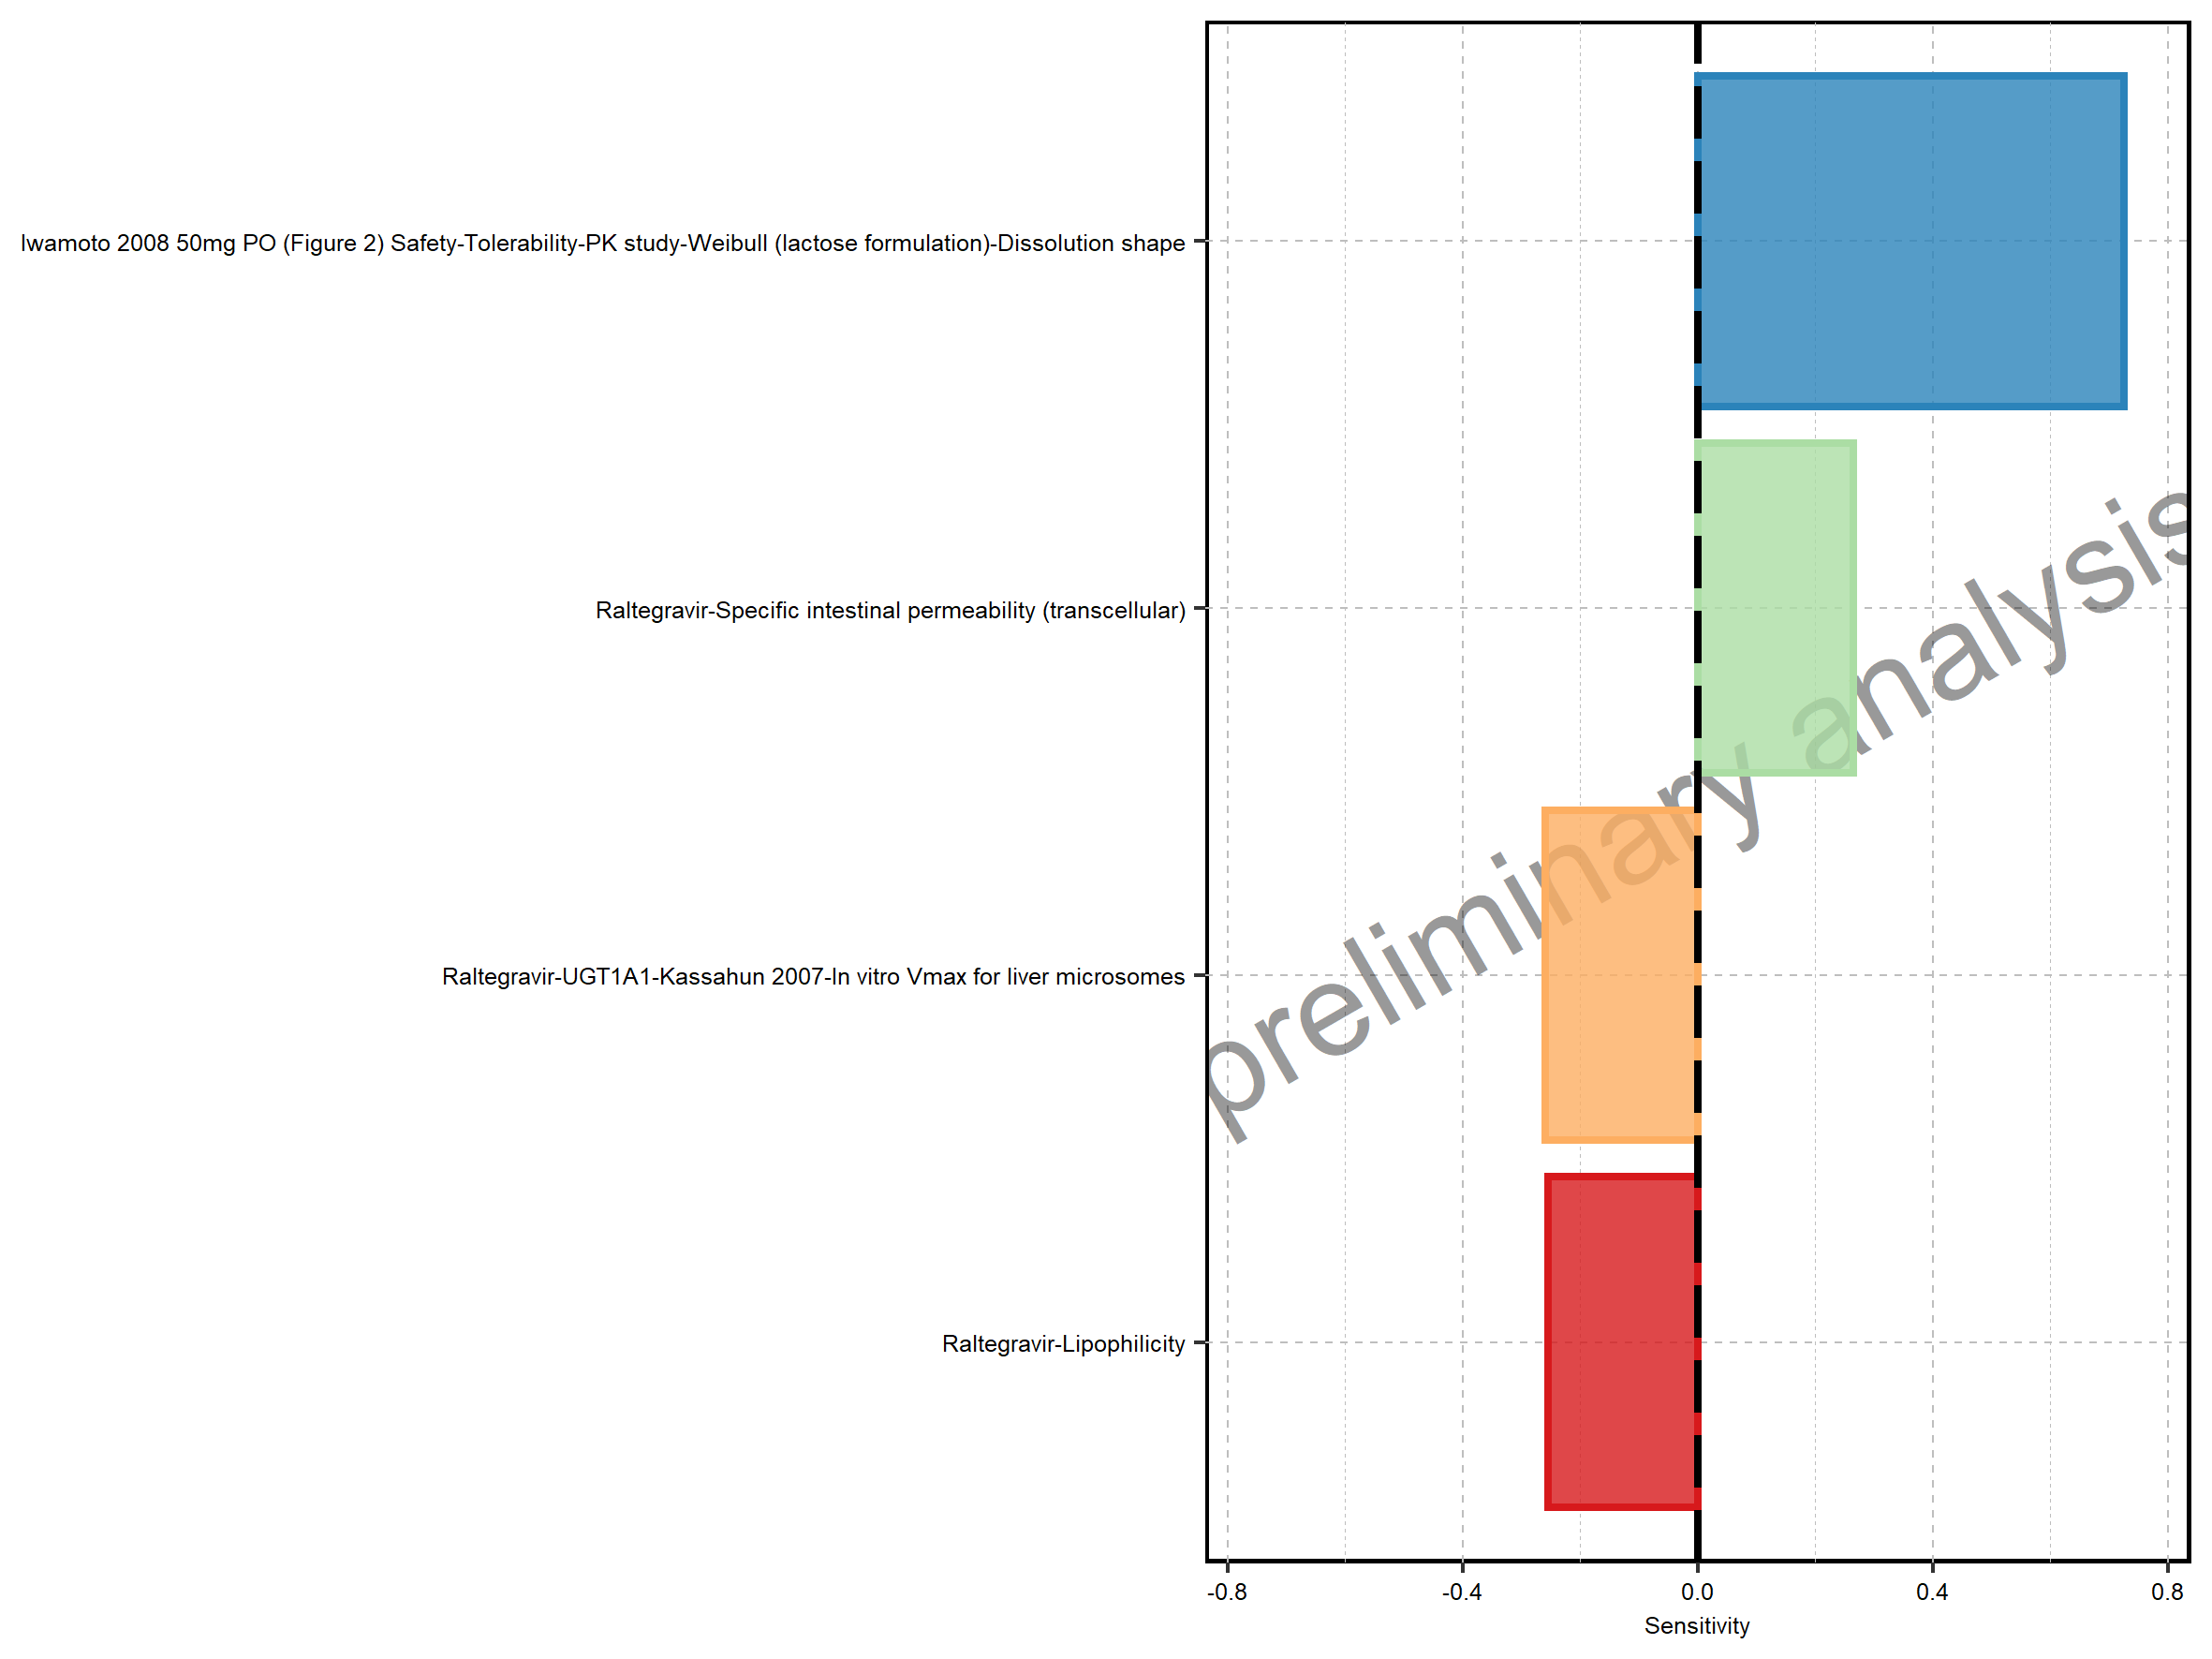 Iwamoto 2008 50mg PO (Figure 2) Safety-Tolerability-PK study-Weibull (lactose formulation)-Dissolution shape
Raltegravir-Specific intestinal permeability (transcellular)
Raltegravir-UGT1A1-Kassahun 2007-In vitro Vmax for liver microsomes
Raltegravir-Lipophilicity
preliminary analysis
-0.8 -0.4 0.0 0.4 0.8
Sensitivity